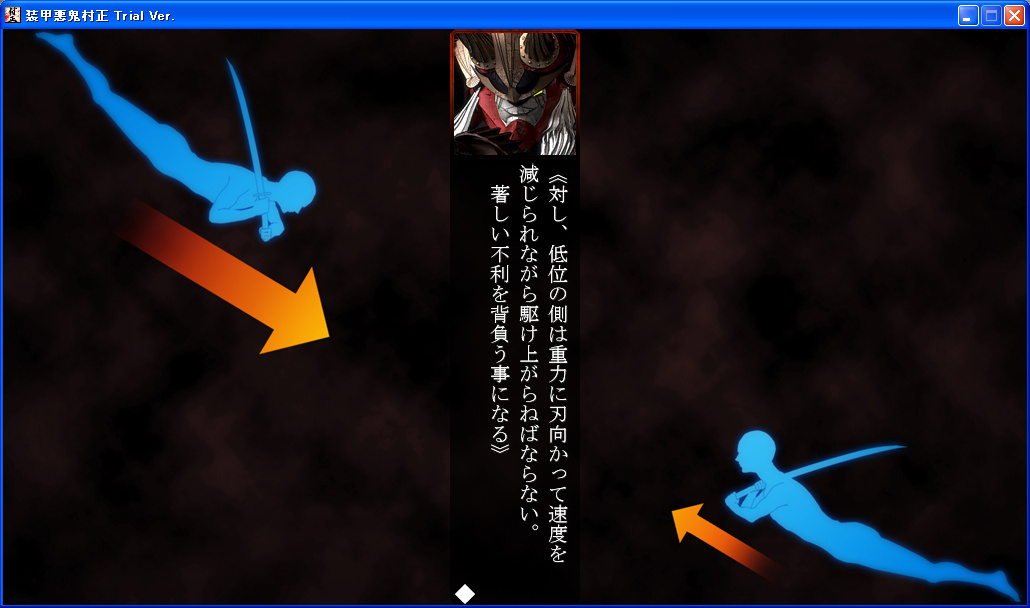 装甲悪鬼村正 Trial Ver.
《対し、低位の側は重力に刃向かって速度を
減じられながら駆け上がらねばならない。
著しい不利を背負う事になる》